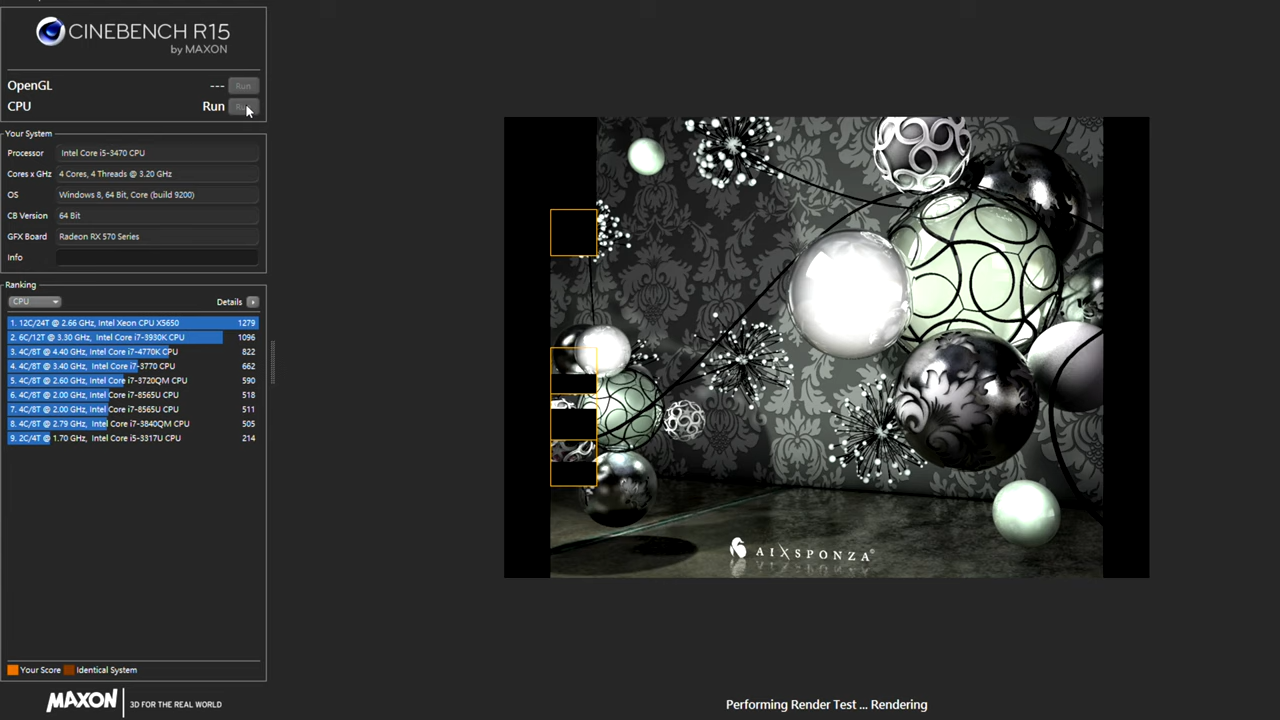 CINEBENCH R15
by MAXON
OpenGL --- Run
CPU Run
Your System
Processor Intel Core i5-3470 CPU
Cores x GHz 4 Cores, 4 Threads @ 3.20 GHz
OS Windows 8, 64 Bit, Core (build 9200)
CB Version 64 Bit
GFX Board Radeon RX 570 Series
Info
Ranking
CPU Details
1. 12C/24T @ 2.66 GHz, Intel Xeon CPU X5650 1279
2. 6C/12T @ 3.30 GHz, Intel Core i7-3930K CPU 1096
3. 4C/8T @ 4.40 GHz, Intel Core i7-4770K CPU 822
4. 4C/8T @ 3.40 GHz, Intel Core i7-3770 CPU 662
5. 4C/8T @ 2.60 GHz, Intel Core i7-3720QM CPU 590
6. 4C/8T @ 2.00 GHz, Intel Core i7-8565U CPU 518
7. 4C/8T @ 2.00 GHz, Intel Core i7-8565U CPU 511
8. 4C/8T @ 2.79 GHz, Intel Core i7-3840QM CPU 505
9. 2C/4T @ 1.70 GHz, Intel Core i5-3317U CPU 214
AIXSPONZA©
Your Score Identical System
MAXON 3D FOR THE REAL WORLD
Performing Render Test ... Rendering